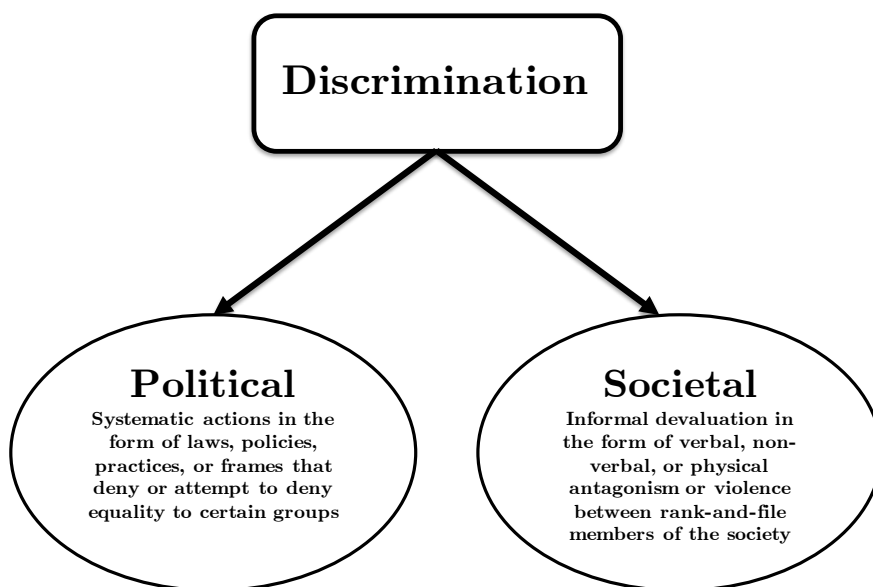 Discrimination
Political
Systematic actions in the
form of laws, policies,
practices, or frames that
deny or attempt to deny
equality to certain groups
Societal
Informal devaluation in
the form of verbal, non-
verbal, or physical
antagonism or violence
between rank-and-file
members of the society